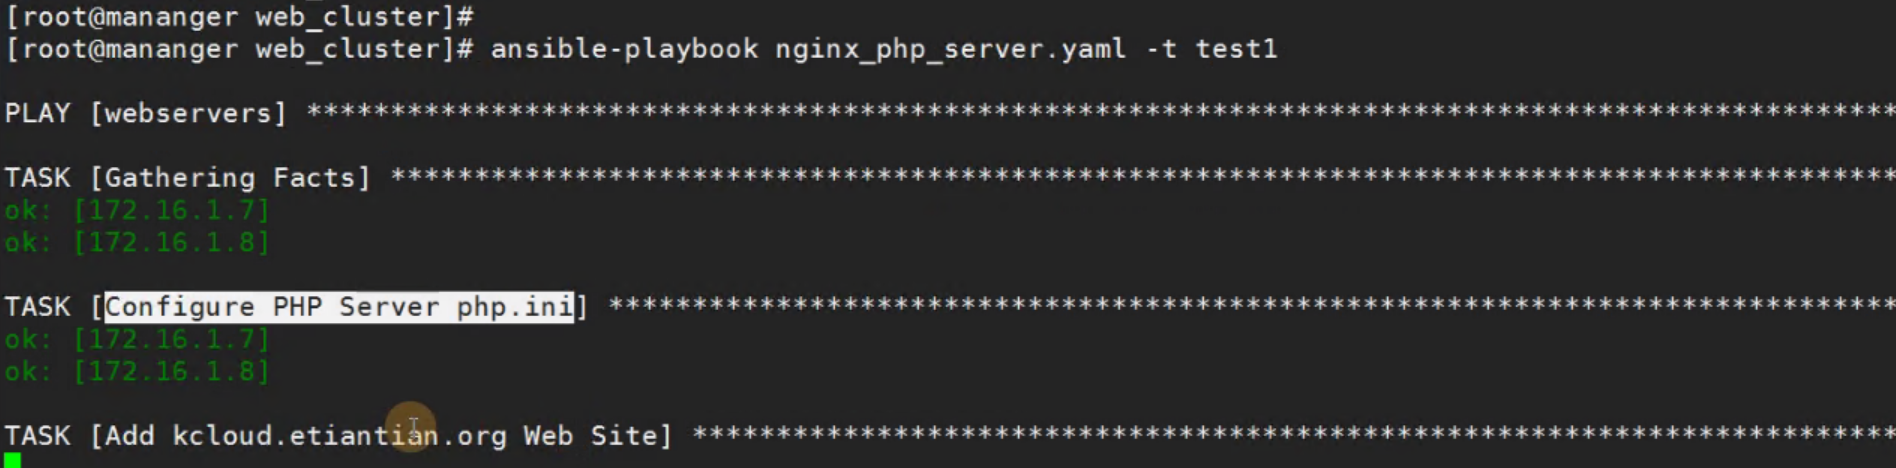 [root@mananger web_cluster]#
[root@mananger web_cluster]# ansible-playbook nginx_php_server.yaml -t test1
PLAY [webservers] **********************************************************************************************
TASK [Gathering Facts] *****************************************************************************************
ok: [172.16.1.7]
ok: [172.16.1.8]
TASK [Configure PHP Server php.ini] ****************************************************************************
ok: [172.16.1.7]
ok: [172.16.1.8]
TASK [Add kcloud.etiantian.org Web Site] ***********************************************************************